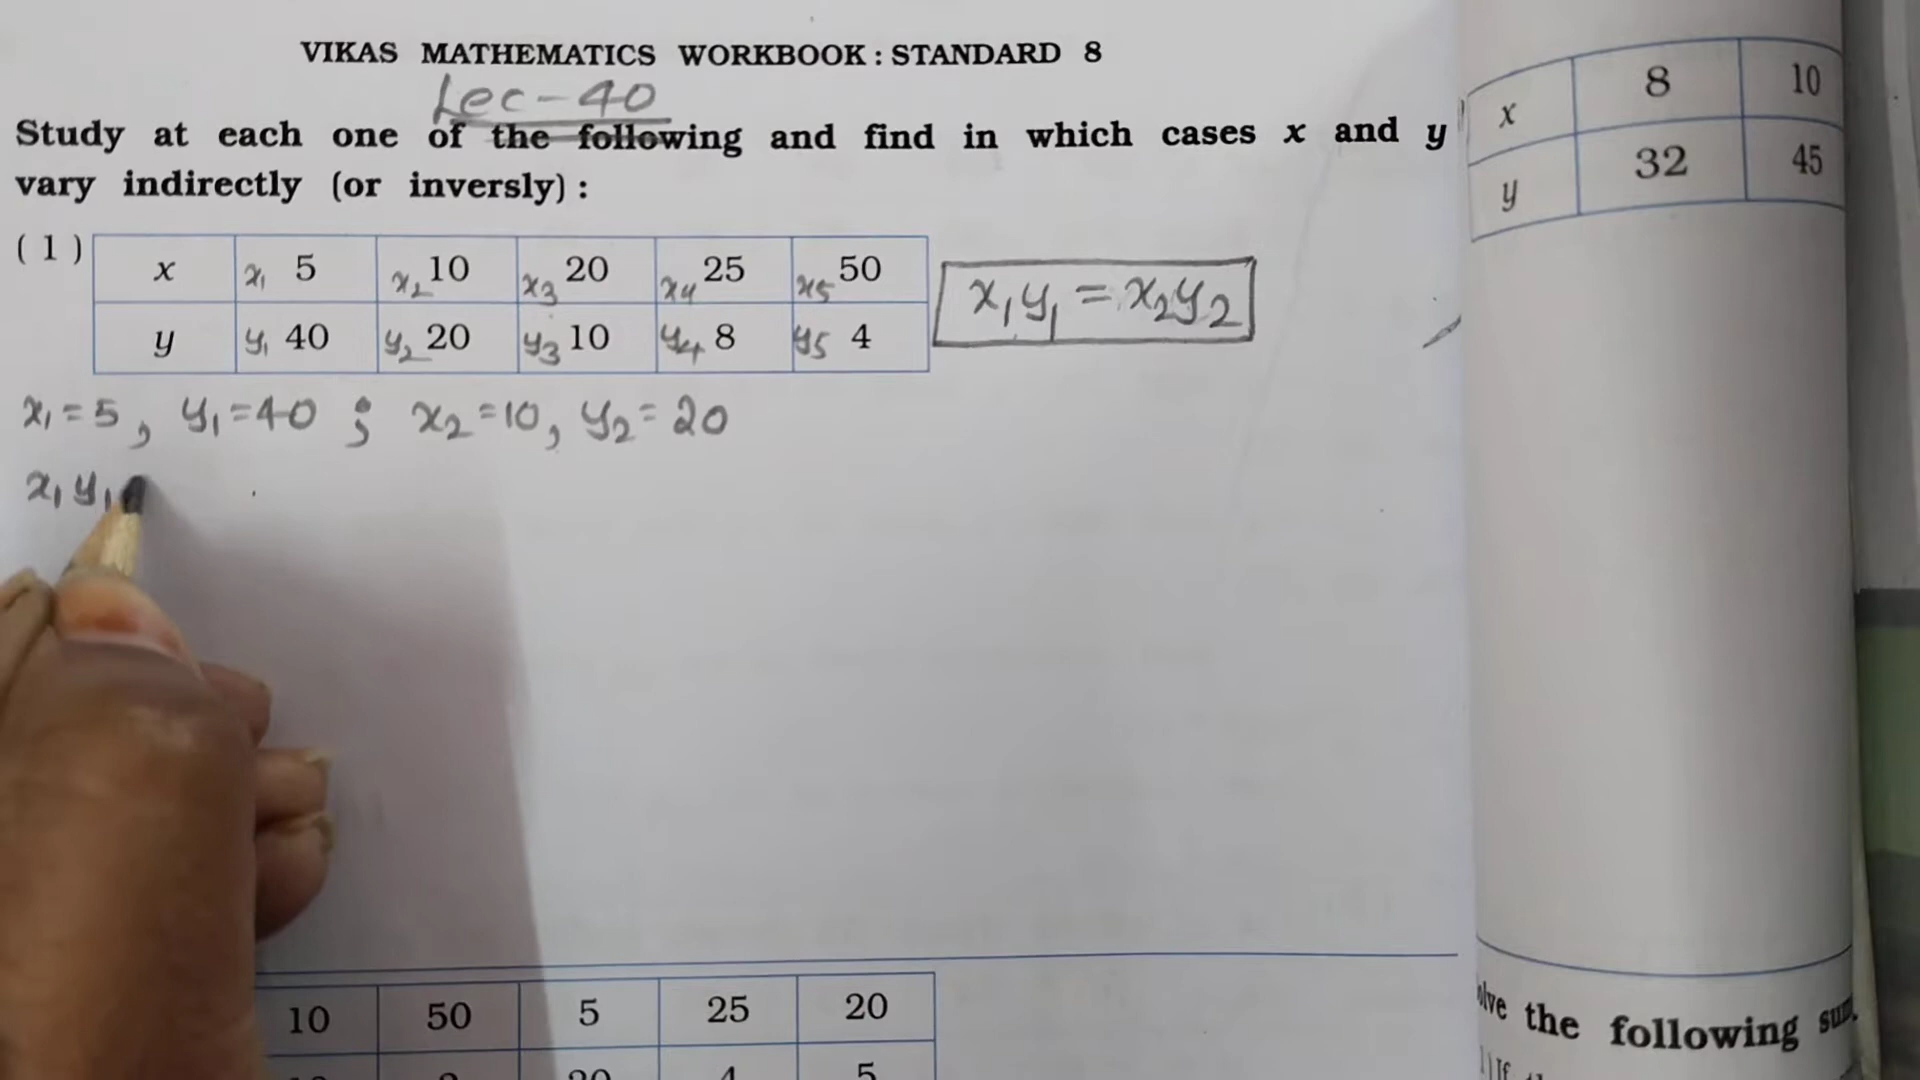 VIKAS MATHEMATICS WORKBOOK : STANDARD 8
Lec - 40
Study at each one of the following and find in which cases x and y
vary indirectly (or inversly) :
( 1 )
x x₁ 5 x₂ 10 x₃ 20 x₄ 25 x₅ 50
y y₁ 40 y₂ 20 y₃ 10 y₄ 8 y₅ 4
x₁y₁ = x₂y₂
x₁ = 5 , y₁ = 40 ; x₂ = 10, y₂ = 20
x₁ y₁
10 50 5 25 20
5
x 8 10
y 32 45
the following